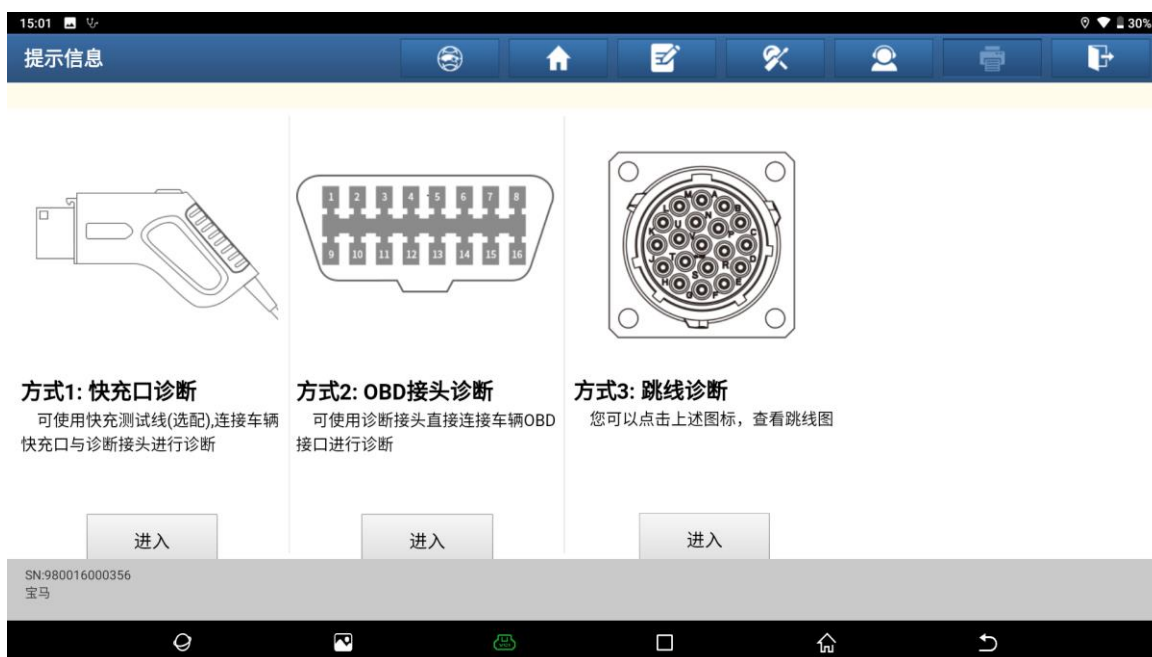 15:01
30%
提示信息
1 2 3 4 5 6 7 8
9 10 11 12 13 14 15 16
M A
L B
N
U
K P C
V
J T D
R
S
H E
G F
方式1: 快充口诊断
可使用快充测试线(选配),连接车辆
快充口与诊断接头进行诊断
进入
方式2: OBD接头诊断
可使用诊断接头直接连接车辆OBD
接口进行诊断
进入
方式3: 跳线诊断
您可以点击上述图标，查看跳线图
进入
SN:980016000356
宝马